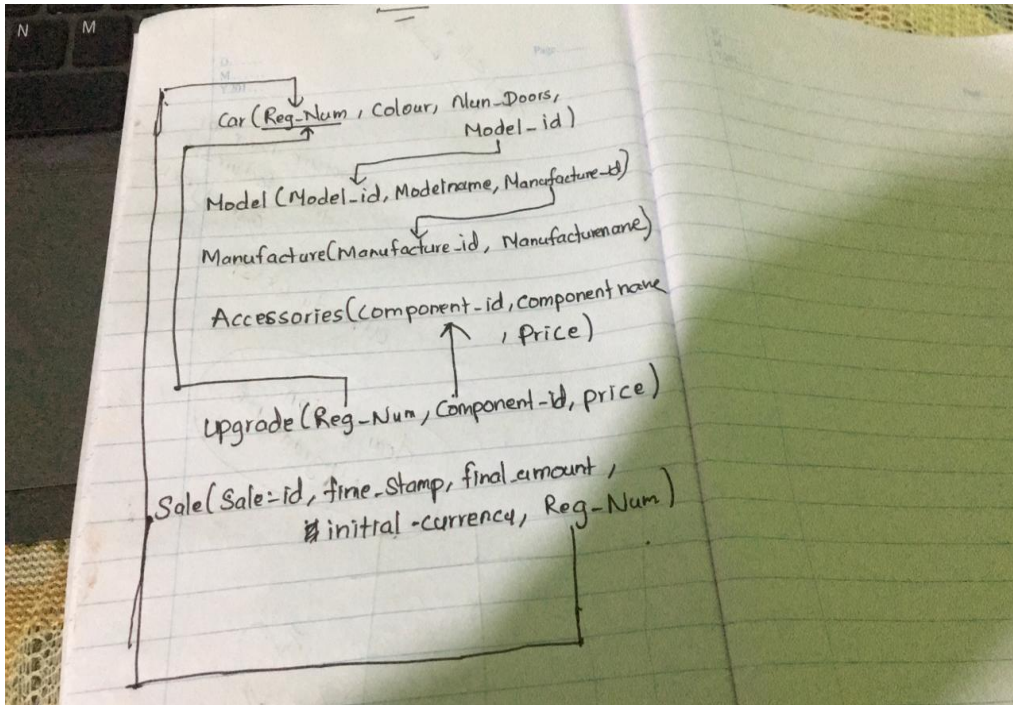 N M
Page
Car (Reg-Num, Colour, Num-Doors,
Model-id)
Model (Model-id, Modelname, Manufacture-id)
Manufacture(Manufacture-id, Manufacturename)
Accessories(Component-id, Component name
, Price)
Upgrade (Reg-Num, Component-id, price)
Sale(Sale-id, time-Stamp, final-amount,
initial-currency, Reg-Num)